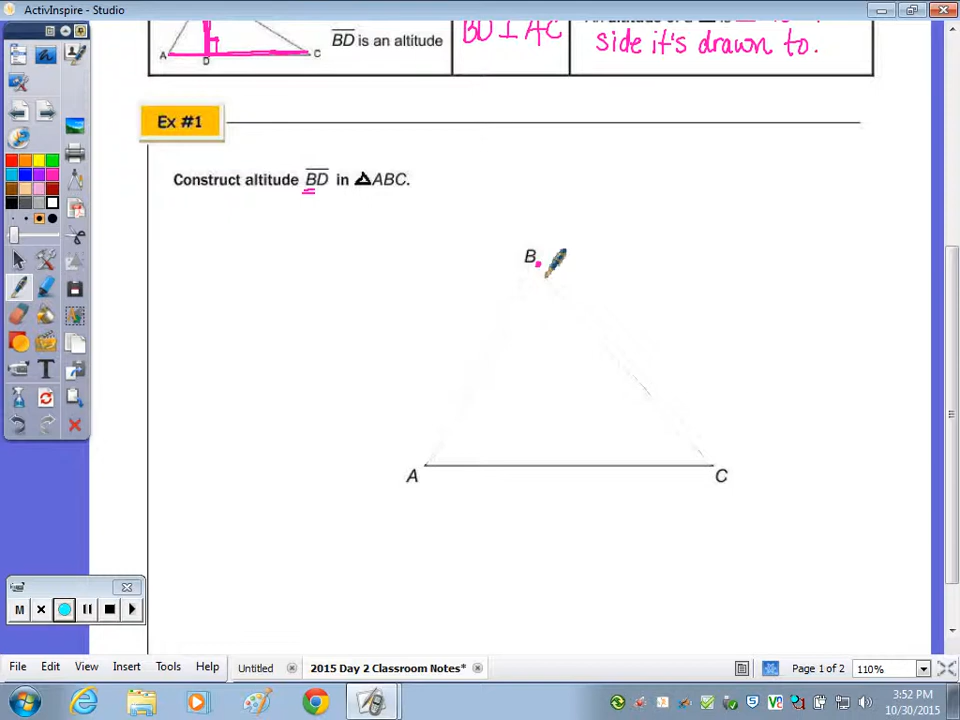 ActivInspire - Studio
A
D
C
BD is an altitude
BD ⊥ AC
side it's drawn to.
Ex #1
Construct altitude BD in △ABC.
B
A
C
M
File Edit View Insert Tools Help
Untitled
2015 Day 2 Classroom Notes*
Page 1 of 2
110%
3:52 PM
10/30/2015